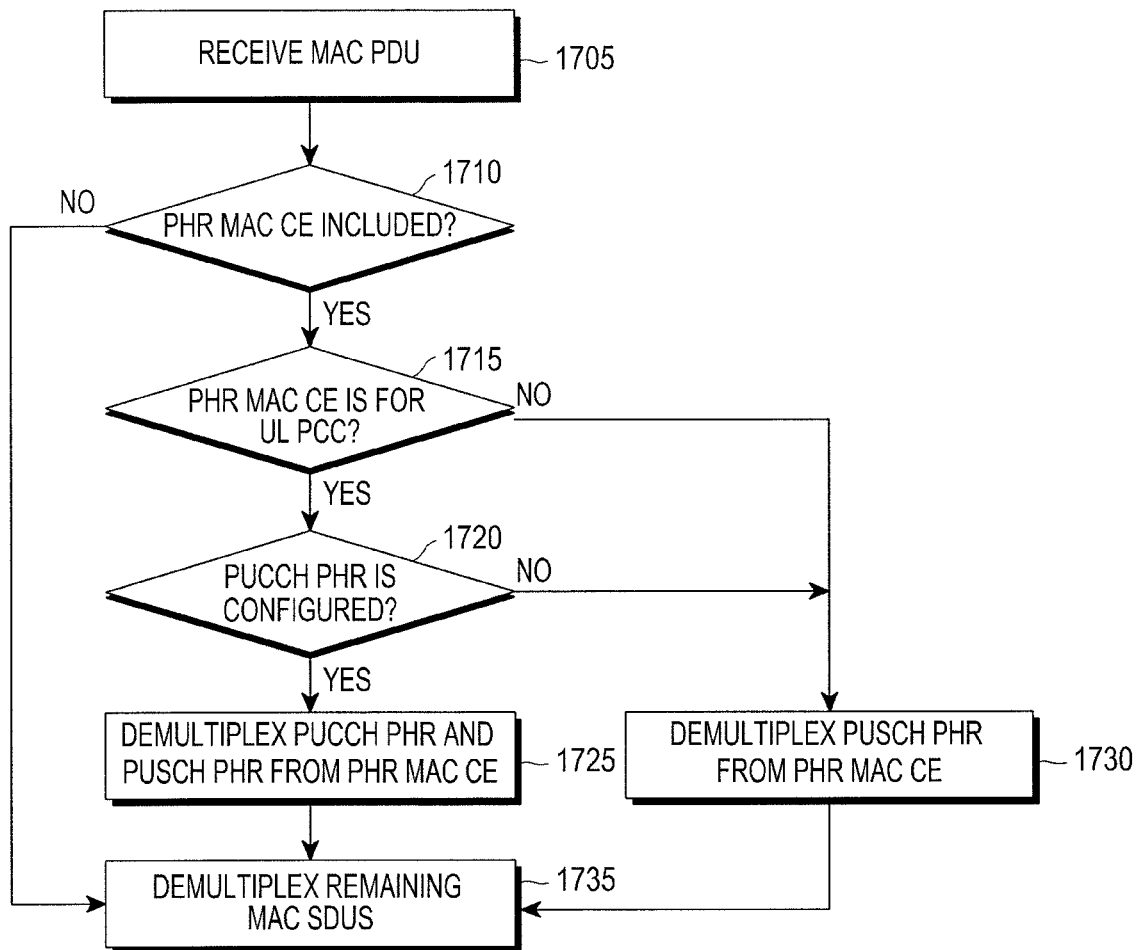 RECEIVE MAC PDU
1705
1710
NO
PHR MAC CE INCLUDED?
YES
1715
PHR MAC CE IS FOR
UL PCC?
NO
YES
1720
PUCCH PHR IS
CONFIGURED?
NO
YES
DEMULTIPLEX PUCCH PHR AND
PUSCH PHR FROM PHR MAC CE
1725
DEMULTIPLEX PUSCH PHR
FROM PHR MAC CE
1730
DEMULTIPLEX REMAINING
MAC SDUS
1735